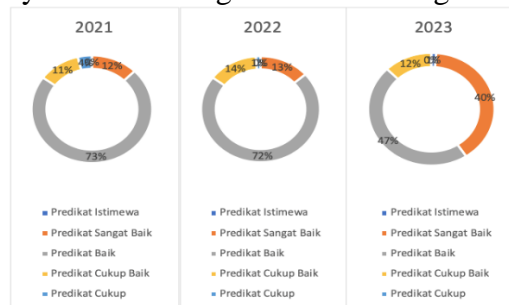 2021
11%
12%
73%
Predikat Istimewa
Predikat Sangat Baik
Predikat Baik
Predikat Cukup Baik
Predikat Cukup
2022
14%
13%
72%
Predikat Istimewa
Predikat Sangat Baik
Predikat Baik
Predikat Cukup Baik
Predikat Cukup
2023
12%
40%
47%
Predikat Istimewa
Predikat Sangat Baik
Predikat Baik
Predikat Cukup Baik
Predikat Cukup